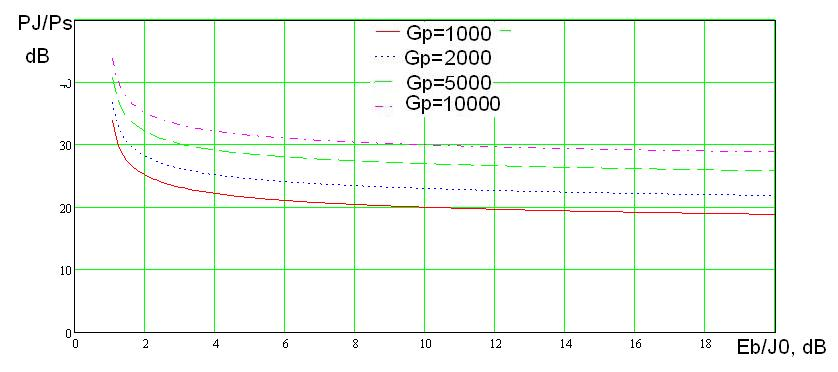 PJ/Ps
dB
Gp=1000
Gp=2000
Gp=5000
Gp=10000
30
20
10
0
0 2 4 6 8 10 12 14 16 18
Eb/J0, dB